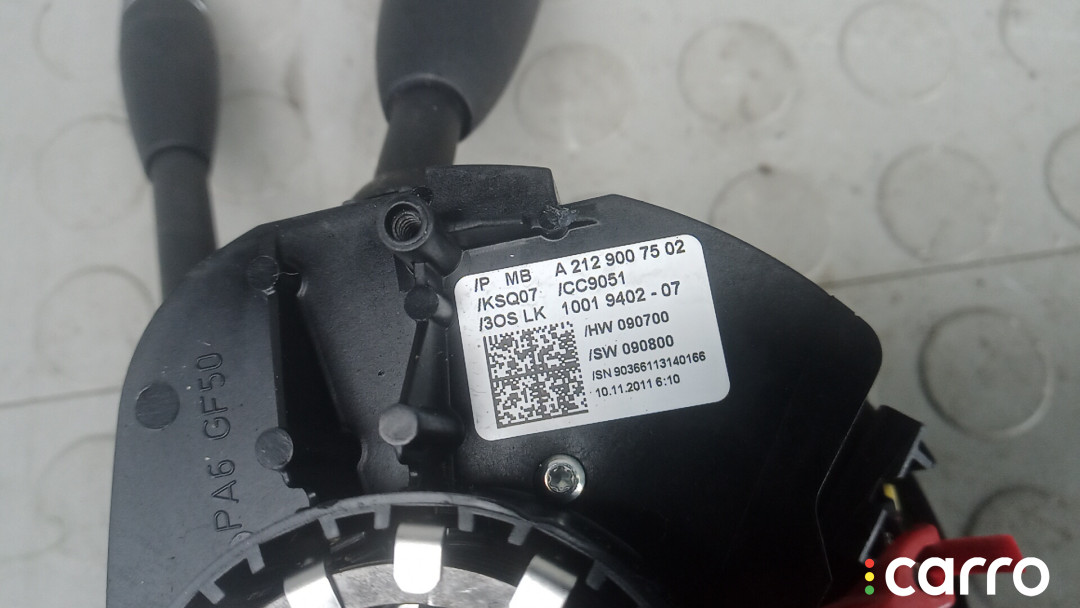 /P MB A 212 900 75 02
/KSQ07 /CC9051
/3OS LK 1001 9402 - 07
/HW 090700
/SW 090800
/SN 90366113140166
10.11.2011 6:10
PA6 GF50
carro